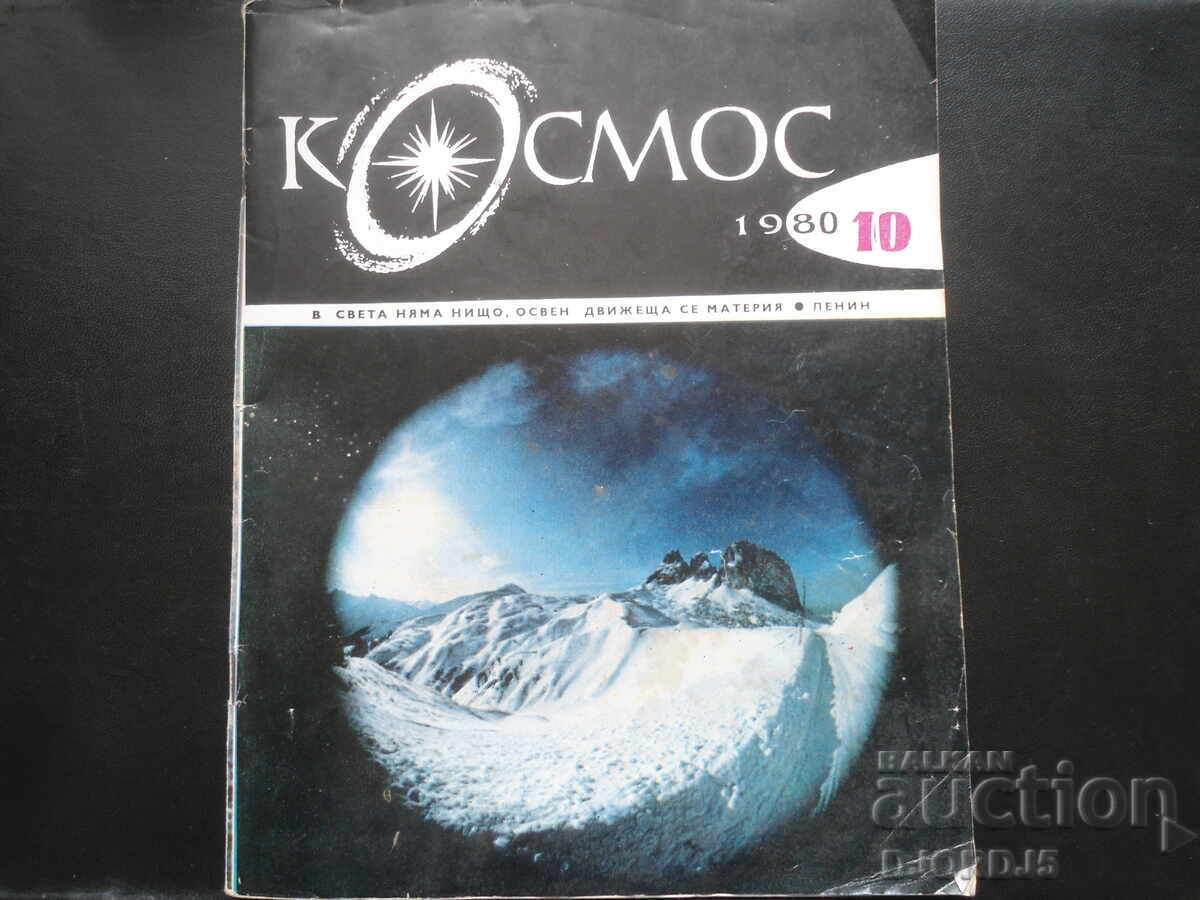 КОСМОС
1980 10
В СВЕТА НЯМА НИЩО, ОСВЕН ДВИЖЕЩА СЕ МАТЕРИЯ ● ЛЕНИН
BALKAN
auction
DJORDJ5